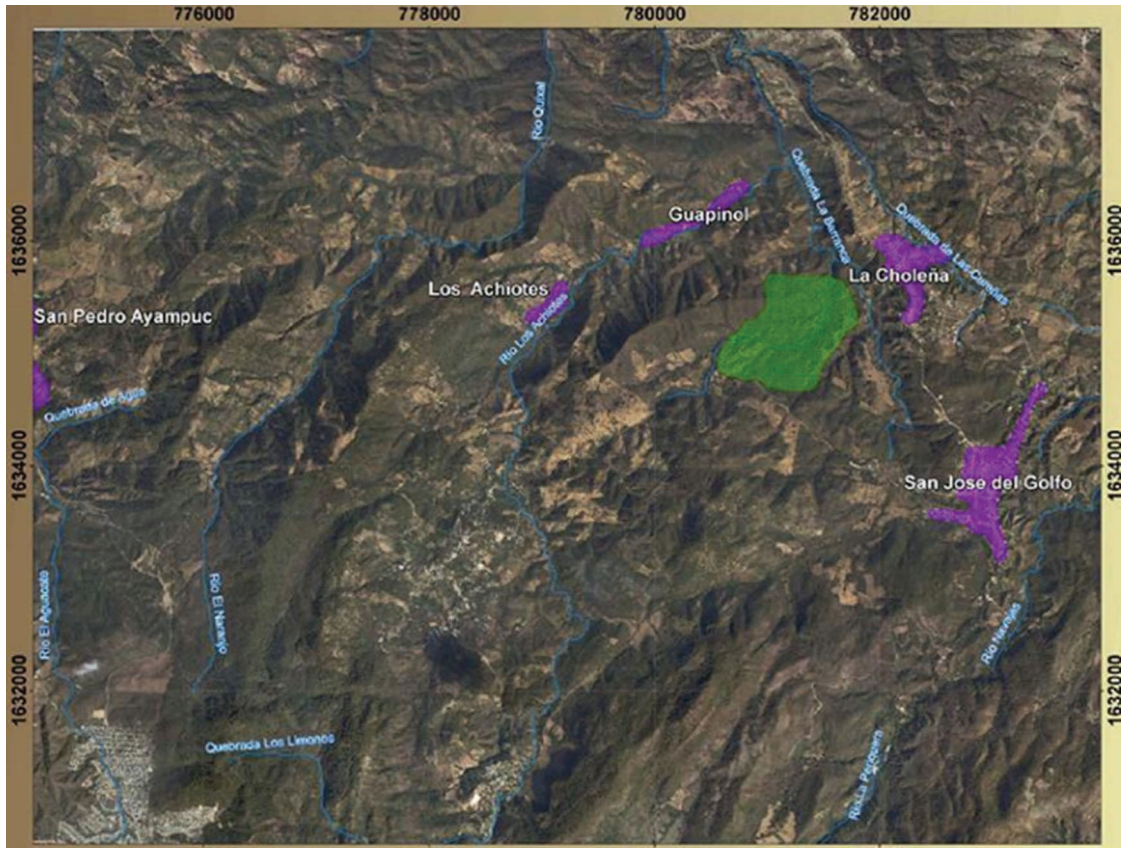 776000
778000
780000
782000
Río Quixal
Quebrada La Barranca
Guapinol
Quebrada de Las Cureñas
1636000
1636000
La Choleña
Los Achiotes
San Pedro Ayampuc
Río Los Achiotes
Quebrada de Agua
1634000
1634000
San Jose del Golfo
Río El Aguacate
Río El Naranjo
Río Navajas
1632000
1632000
Quebrada Los Limones